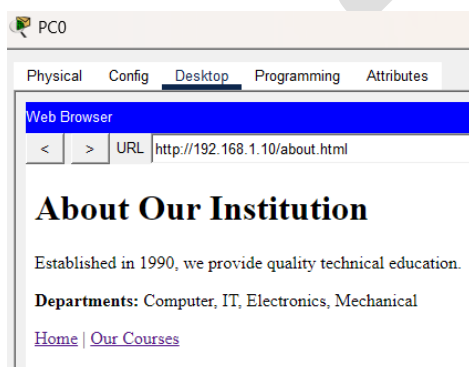 PC0
Physical Config Desktop Programming Attributes
Web Browser
< > URL http://192.168.1.10/about.html
About Our Institution
Established in 1990, we provide quality technical education.
Departments: Computer, IT, Electronics, Mechanical
Home | Our Courses